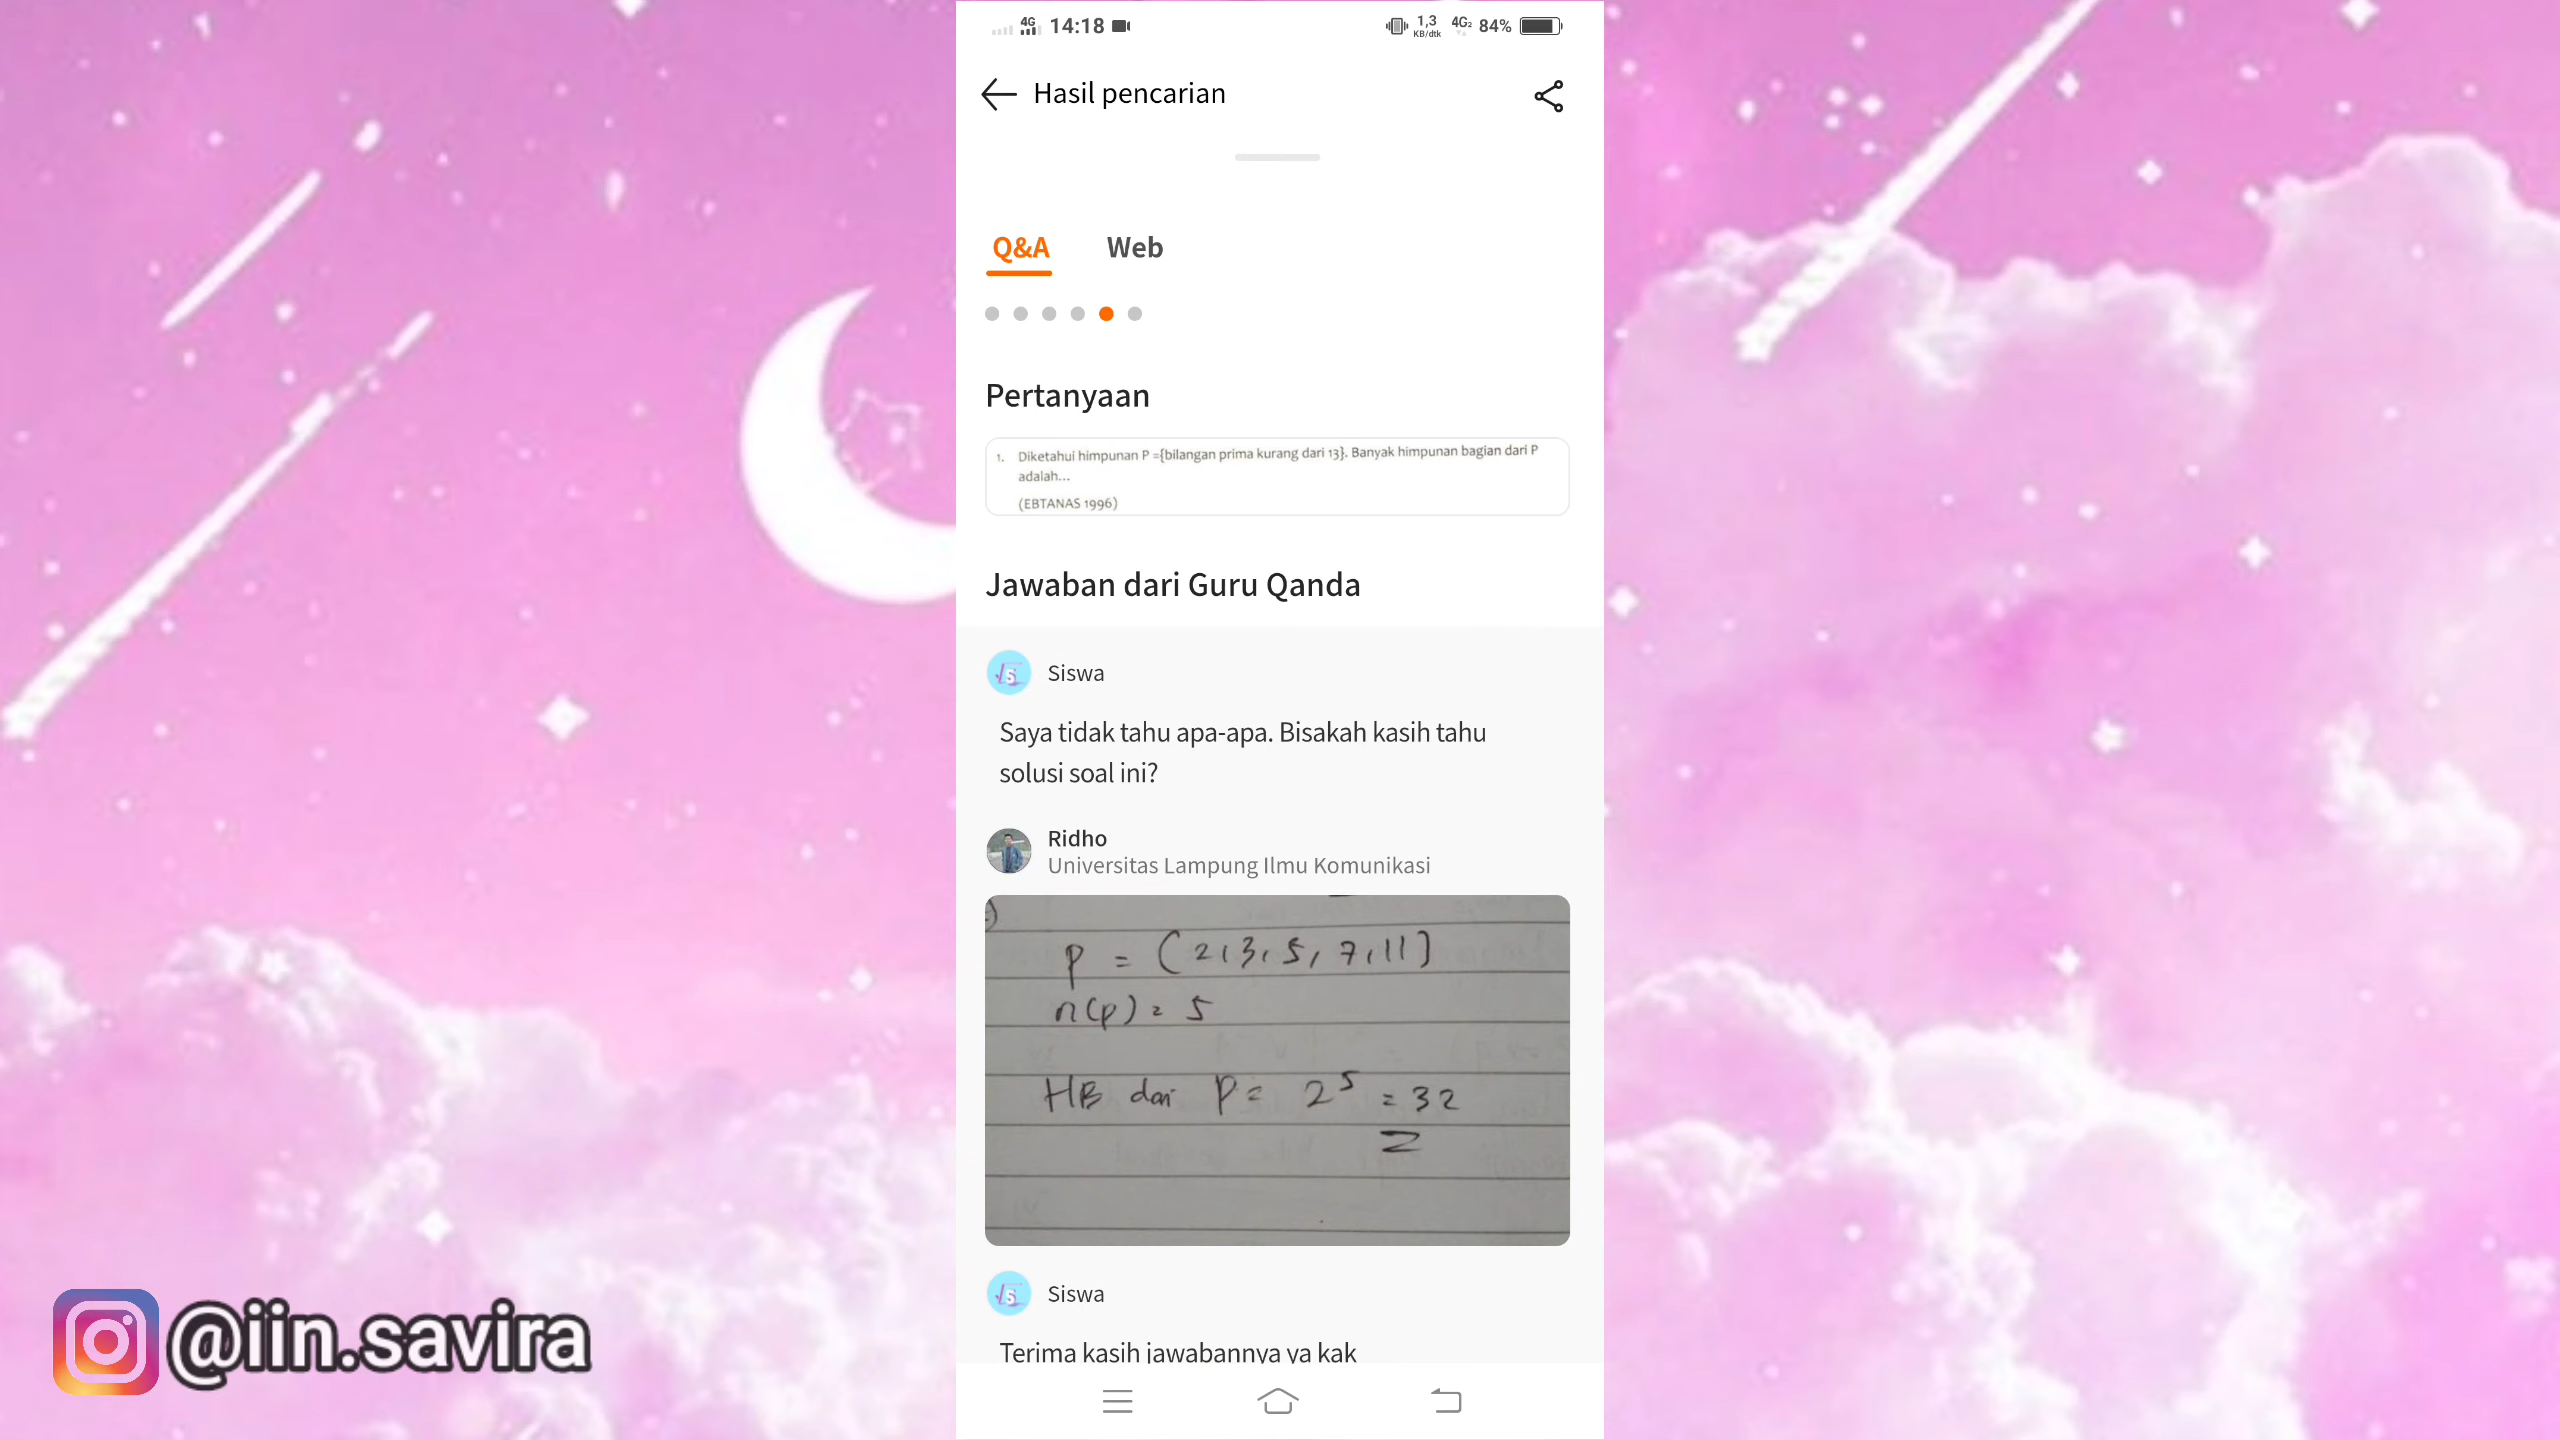 4G 14:18 1,3 KB/dtk 4G2 84%
Hasil pencarian
Q&A Web
Pertanyaan
1. Diketahui himpunan P ={bilangan prima kurang dari 13}. Banyak himpunan bagian dari P
adalah...
(EBTANAS 1996)
Jawaban dari Guru Qanda
Siswa
Saya tidak tahu apa-apa. Bisakah kasih tahu
solusi soal ini?
Ridho
Universitas Lampung Ilmu Komunikasi
P = (2,3,5,7,11)
n(p) = 5
HB dari P = 2⁵ = 32
Siswa
Terima kasih jawabannya ya kak
@iin.savira